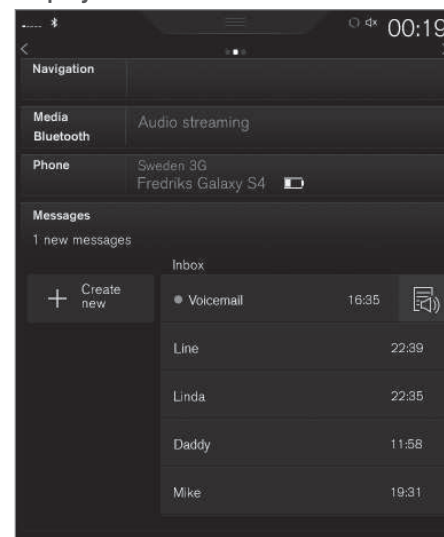 00:19
Navigation
Media
Bluetooth
Audio streaming
Phone
Sweden 3G
Fredriks Galaxy S4
Messages
1 new messages
Inbox
Create
new
Voicemail 16:35
Line 22:39
Linda 22:35
Daddy 11:58
Mike 19:31